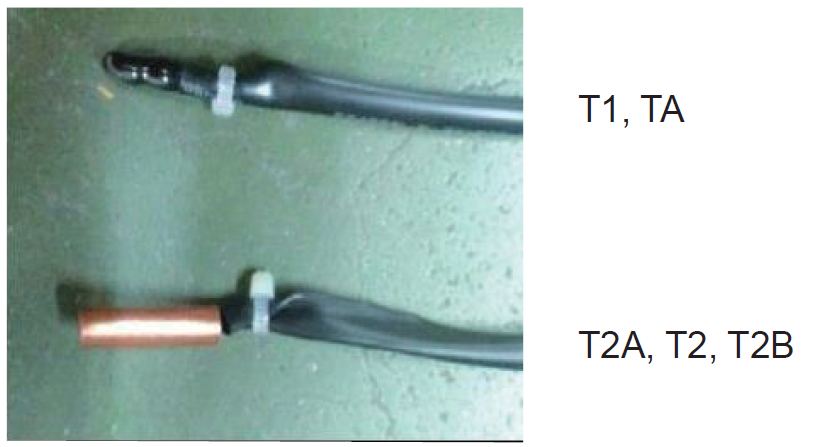 T1, TA
T2A, T2, T2B